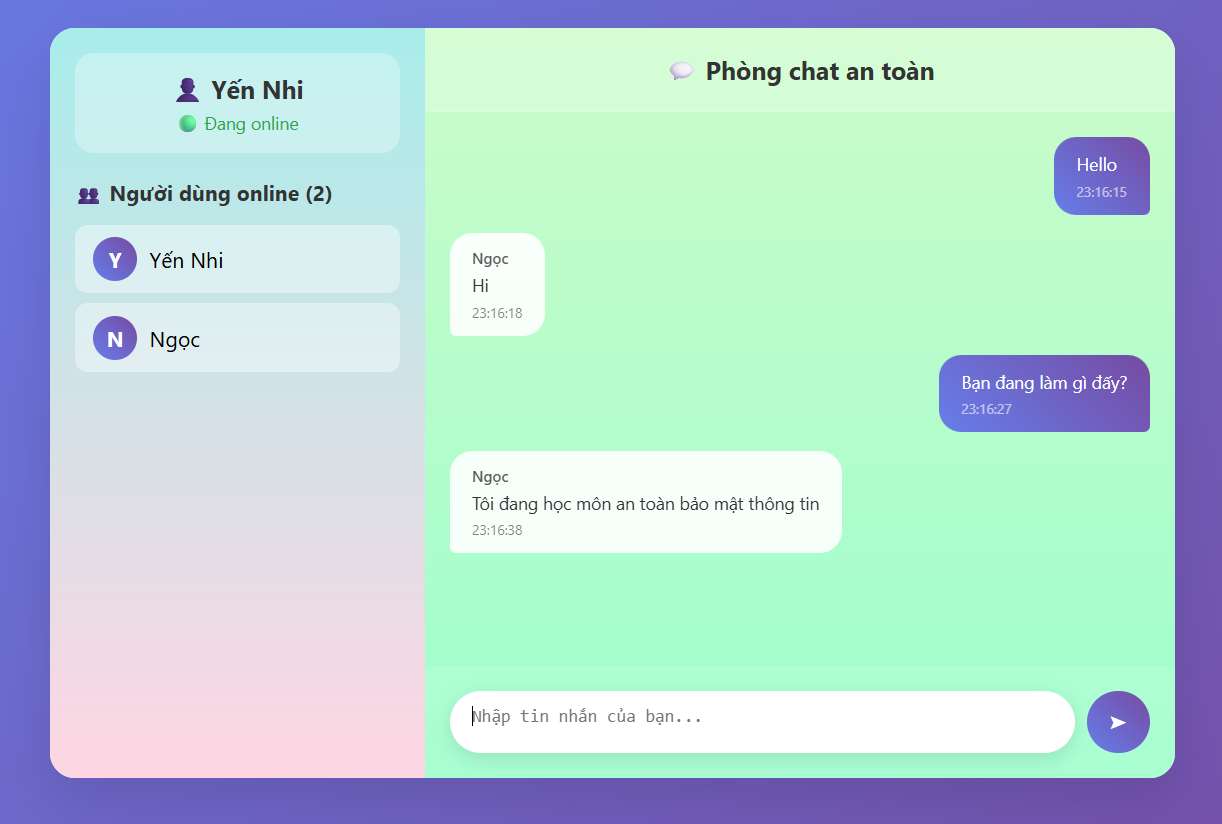 Yến Nhi
Đang online
Người dùng online (2)
Y Yến Nhi
N Ngọc
Phòng chat an toàn
Hello
23:16:15
Ngọc
Hi
23:16:18
Bạn đang làm gì đấy?
23:16:27
Ngọc
Tôi đang học môn an toàn bảo mật thông tin
23:16:38
Nhập tin nhắn của bạn...